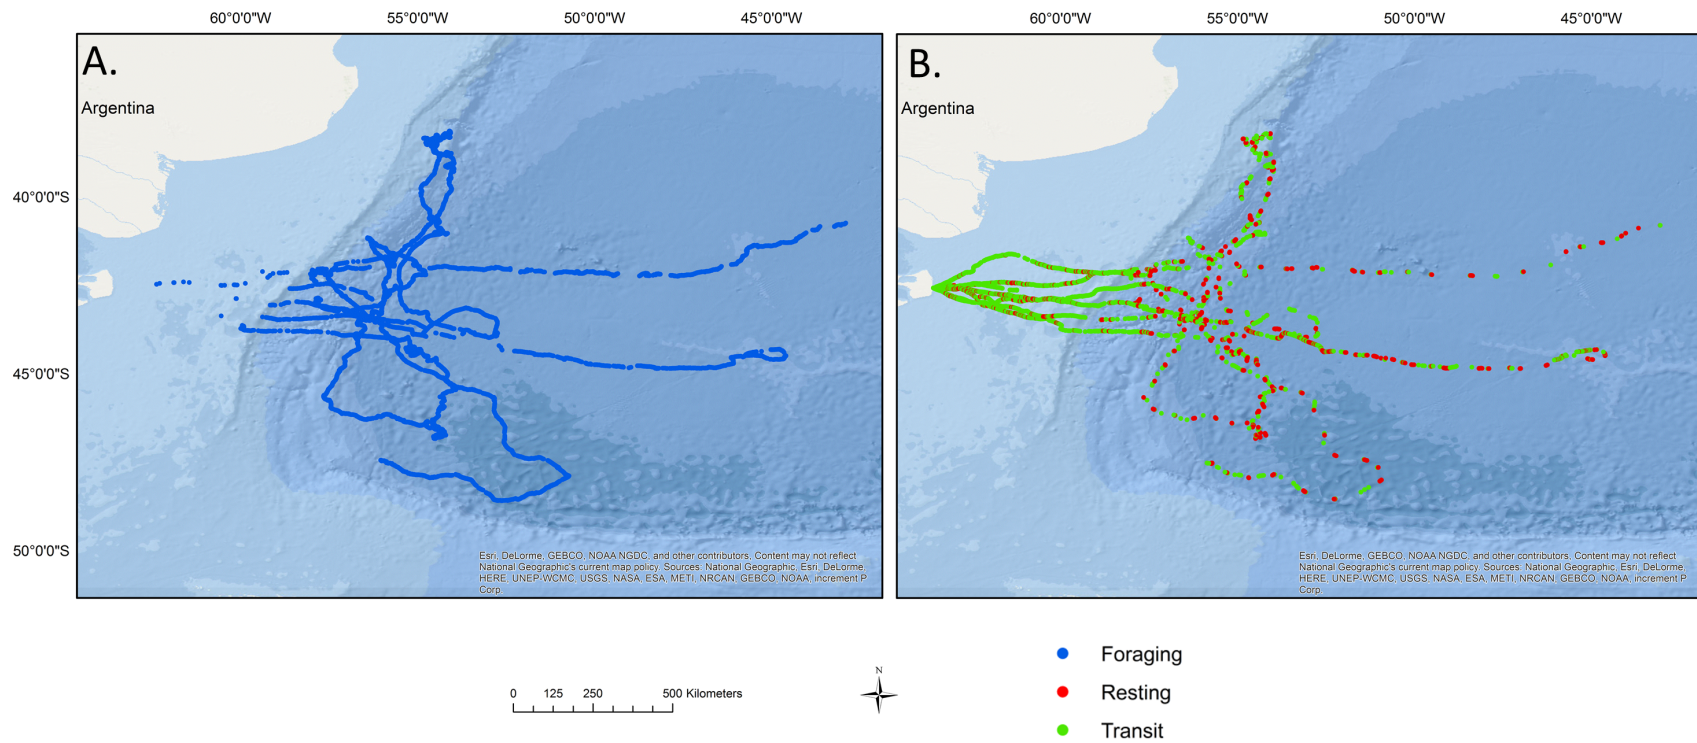 60°0'0"W 55°0'0"W 50°0'0"W 45°0'0"W 60°0'0"W 55°0'0"W 50°0'0"W 45°0'0"W
A. B.
Argentina Argentina
40°0'0"S
45°0'0"S
50°0'0"S
Esri, DeLorme, GEBCO, NOAA NGDC, and other contributors, Content may not reflect
National Geographic's current map policy. Sources: National Geographic, Esri, DeLorme,
HERE, UNEP-WCMC, USGS, NASA, ESA, METI, NRCAN, GEBCO, NOAA, increment P
Corp.
Esri, DeLorme, GEBCO, NOAA NGDC, and other contributors, Content may not reflect
National Geographic's current map policy. Sources: National Geographic, Esri, DeLorme,
HERE, UNEP-WCMC, USGS, NASA, ESA, METI, NRCAN, GEBCO, NOAA, increment P
Corp.
0 125 250 500 Kilometers
N
Foraging
Resting
Transit